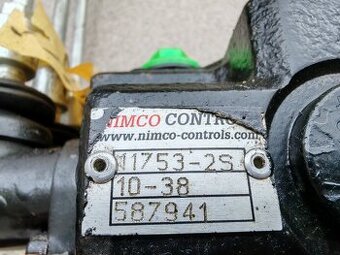 NIMCO CONTRO
www.nimco-controls.com
11753-2S
10-38
587941